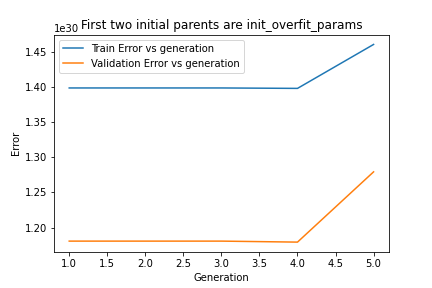 First two initial parents are init_overfit_params
1e30
Train Error vs generation
Validation Error vs generation
1.45
1.40
1.35
1.30
1.25
1.20
Error
1.0 1.5 2.0 2.5 3.0 3.5 4.0 4.5 5.0
Generation